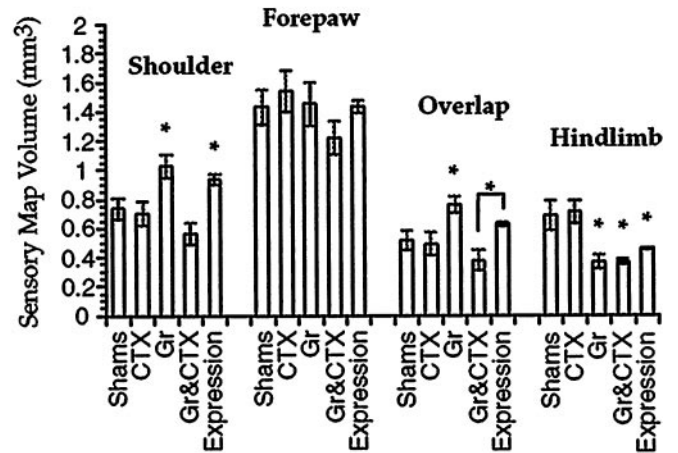 Sensory Map Volume (mm3)
2
1.8
1.6
1.4
1.2
1
0.8
0.6
0.4
0.2
0
Shoulder
Forepaw
Overlap
Hindlimb
*
*
*
*
*
*
*
Shams
CTX
Gr
Gr&CTX
Expression
Shams
CTX
Gr
Gr&CTX
Expression
Shams
CTX
Gr
Gr&CTX
Expression
Shams
CTX
Gr
Gr&CTX
Expression